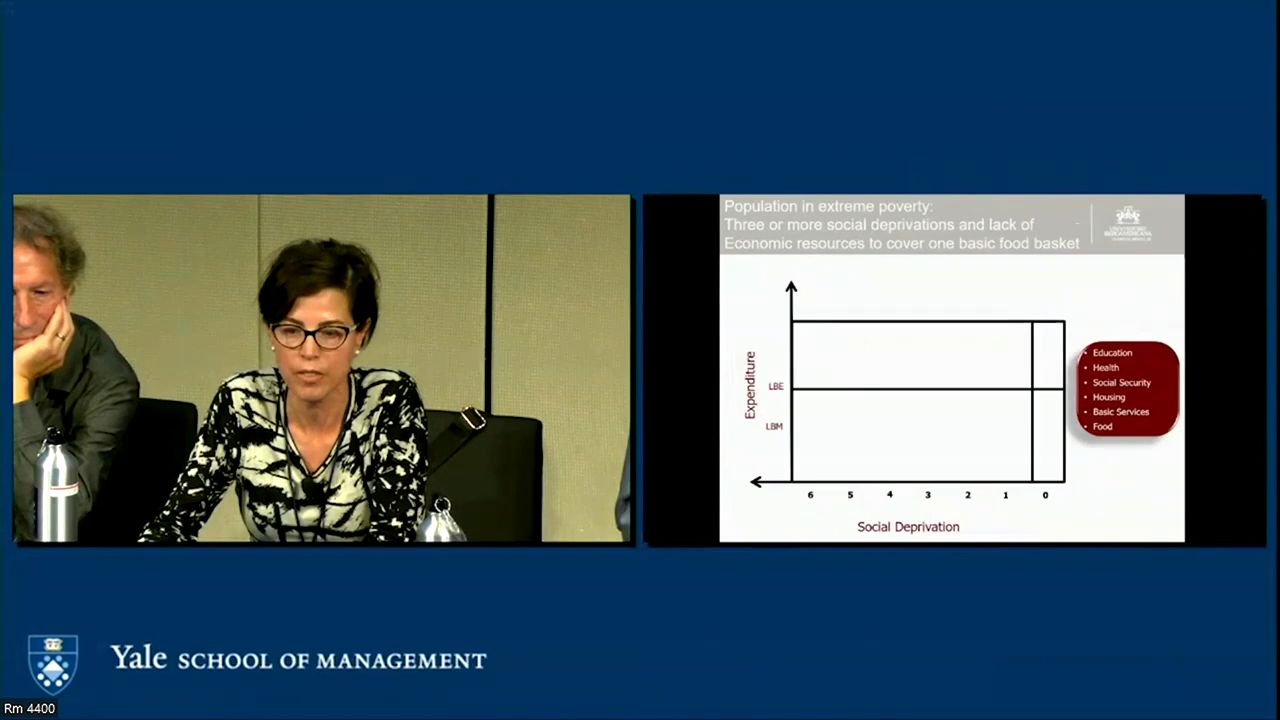 Population in extreme poverty:
Three or more social deprivations and lack of
Economic resources to cover one basic food basket
UNIVERSIDAD
IBEROAMERICANA
Expenditure
LBE
LBM
6 5 4 3 2 1 0
Social Deprivation
• Education
• Health
• Social Security
• Housing
• Basic Services
• Food
Yale SCHOOL OF MANAGEMENT
Rm 4400